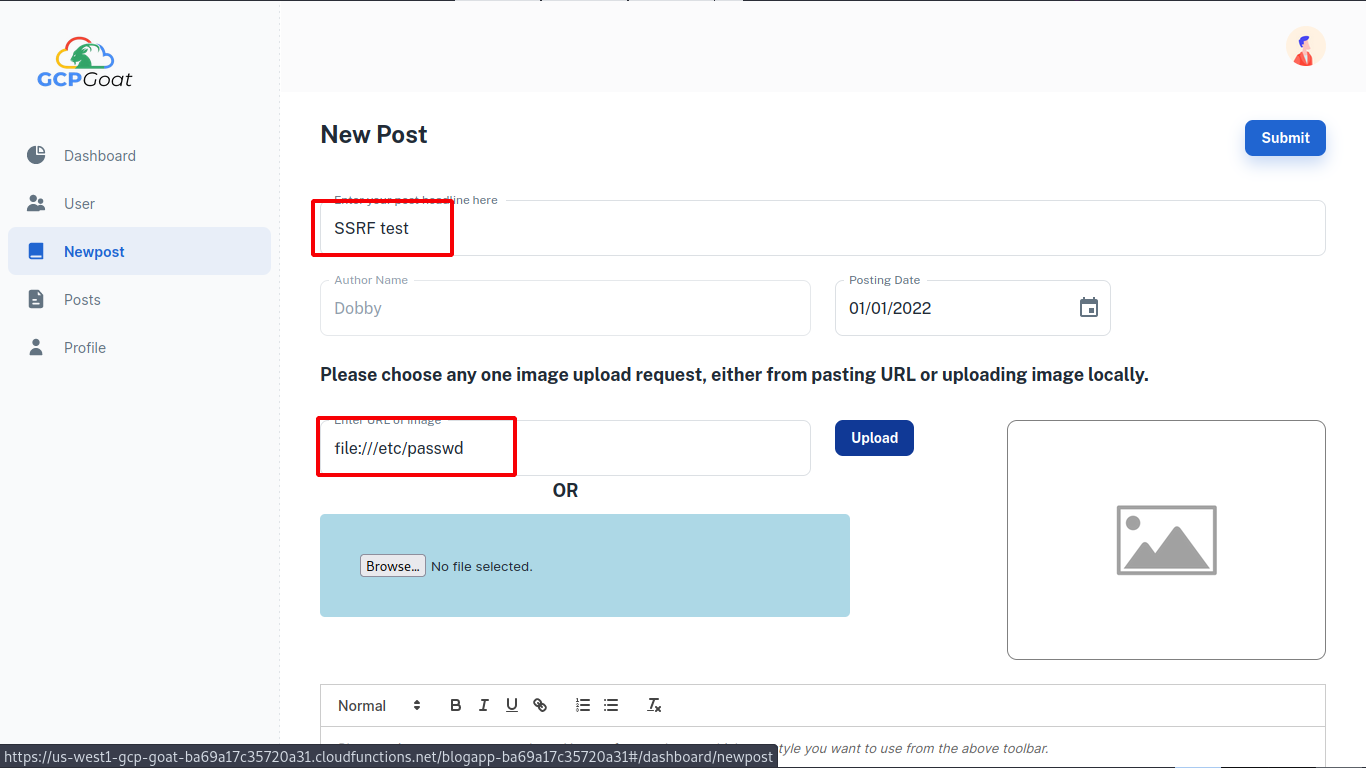 GCPGoat
Dashboard
User
Newpost
Posts
Profile
New Post
Submit
Enter your post headline here
SSRF test
Author Name
Dobby
Posting Date
01/01/2022
Please choose any one image upload request, either from pasting URL or uploading image locally.
Enter URL of image
file:///etc/passwd
Upload
OR
Browse... No file selected.
Normal B I U
style you want to use from the above toolbar.
https://us-west1-gcp-goat-ba69a17c35720a31.cloudfunctions.net/blogapp-ba69a17c35720a31#/dashboard/newpost